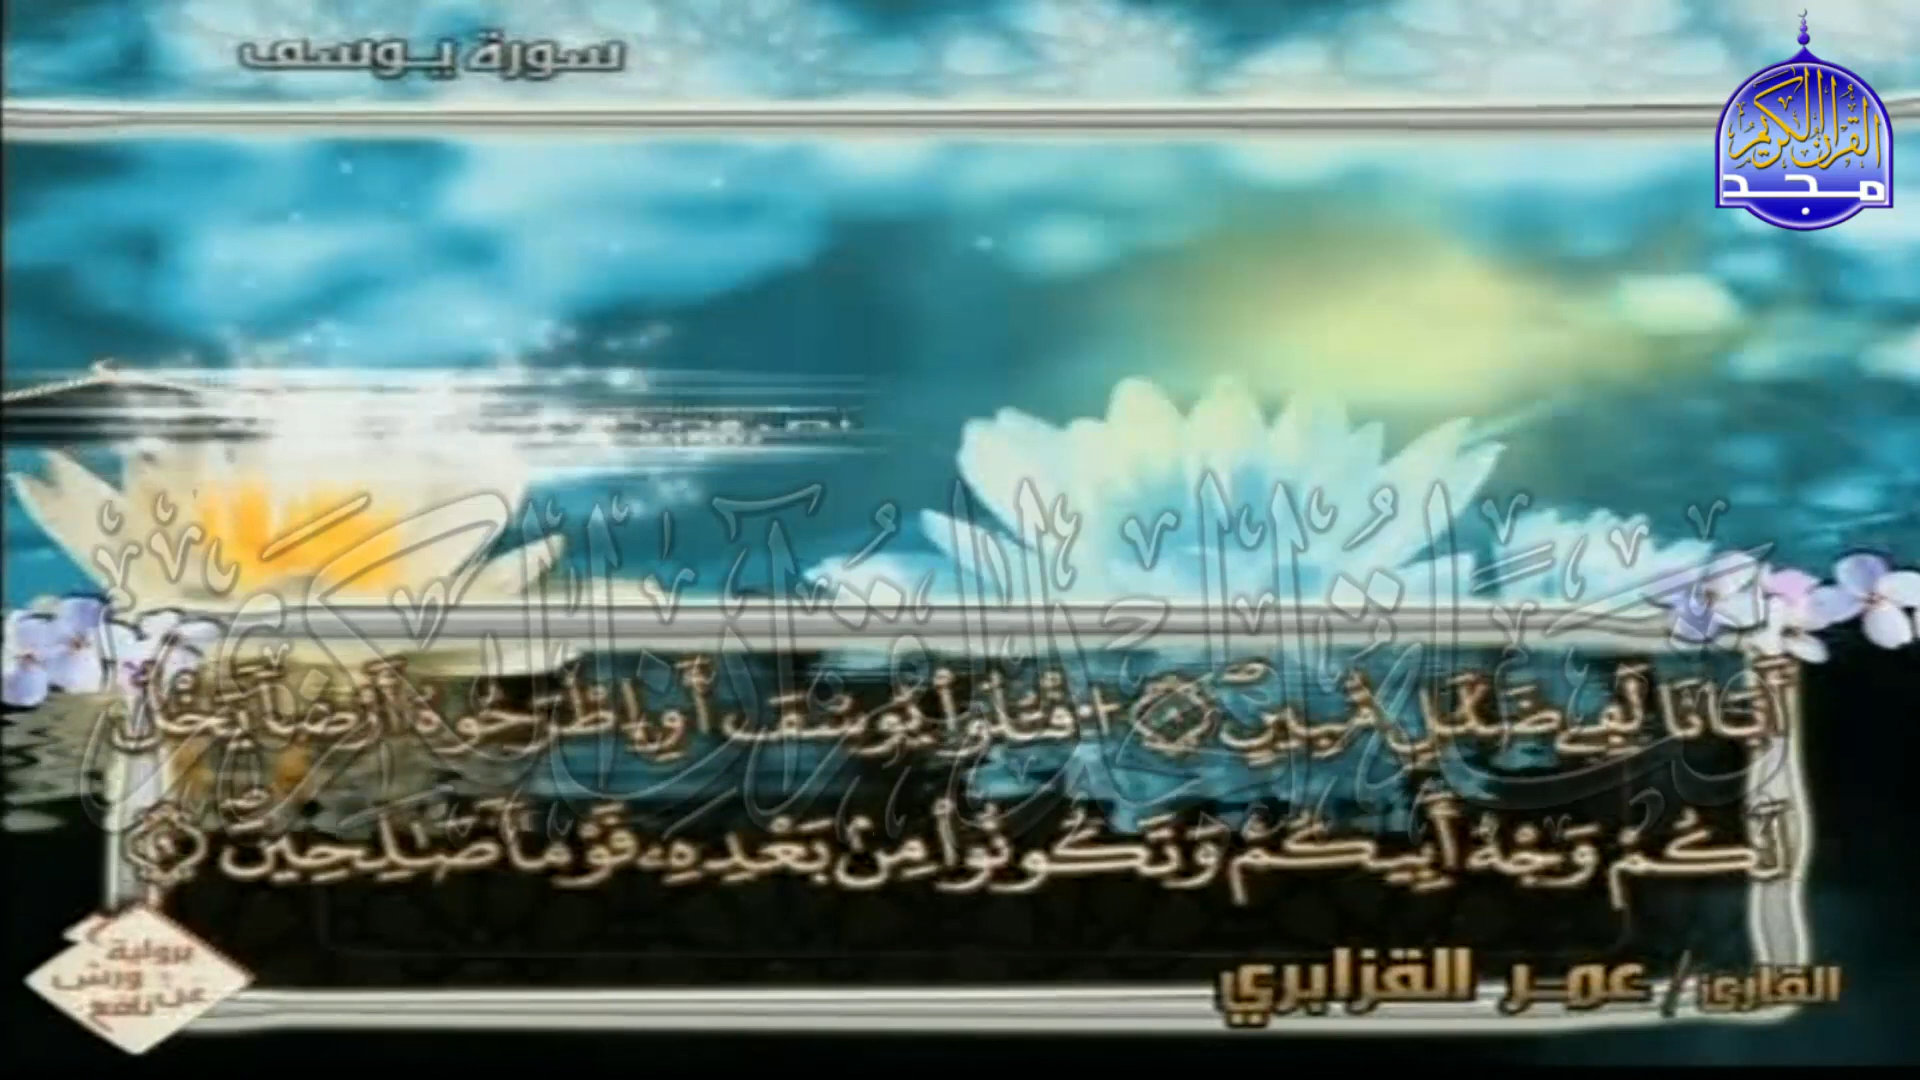 سورة يوسف
القرآن الكريم
مجد
أَبَانَا لَفِے ضَلَٰلٖ مُّبِينٍ ٨ ٱقْتُلُواْ يُوسُفَ أَوِ اِطْرَحُوهُ أَرْضاٗ يَخْلُ
لَكُمْ وَجْهُ أَبِيكُمْ وَتَكُونُواْ مِنۢ بَعْدِهِۦ قَوْماٗ صَٰلِحِينَۖ ٩
القارئ / عمر القزابري
برواية
ورش
عن نافع